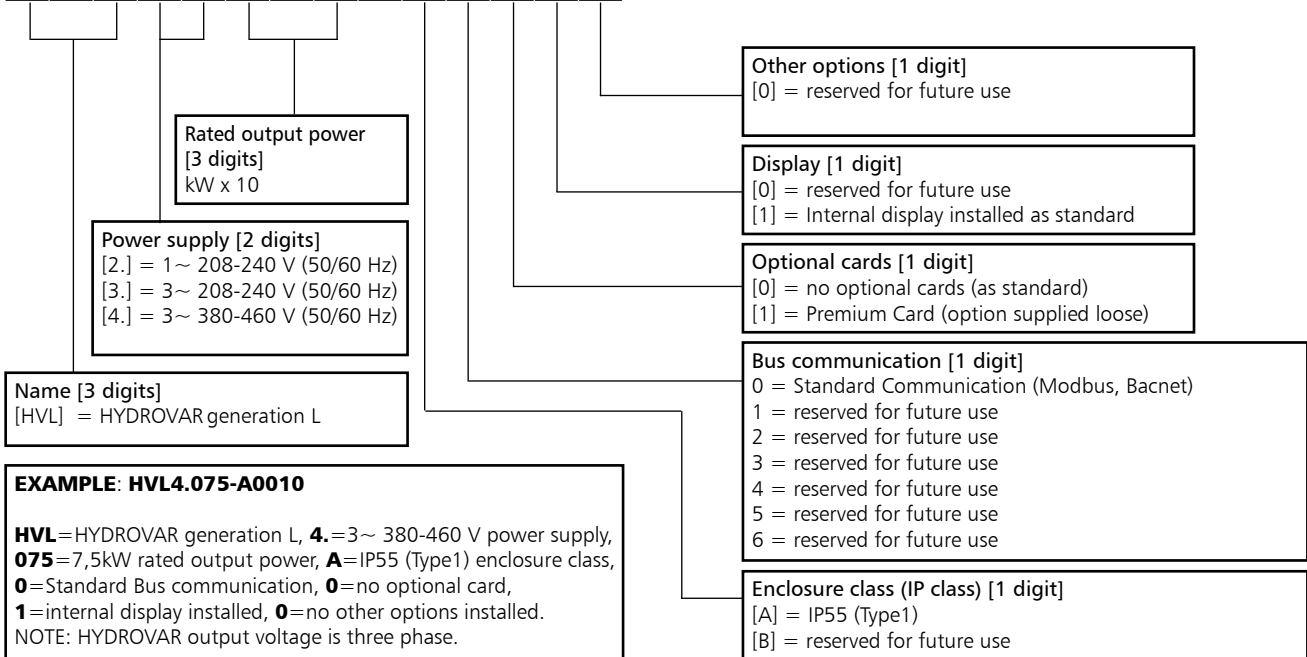 Rated output power
[3 digits]
kW x 10
Power supply [2 digits]
[2.] = 1~ 208-240 V (50/60 Hz)
[3.] = 3~ 208-240 V (50/60 Hz)
[4.] = 3~ 380-460 V (50/60 Hz)
Name [3 digits]
[HVL] = HYDROVAR generation L
EXAMPLE: HVL4.075-A0010
HVL=HYDROVAR generation L, 4.=3~ 380-460 V power supply,
075=7,5kW rated output power, A=IP55 (Type1) enclosure class,
0=Standard Bus communication, 0=no optional card,
1=internal display installed, 0=no other options installed.
NOTE: HYDROVAR output voltage is three phase.
Other options [1 digit]
[0] = reserved for future use
Display [1 digit]
[0] = reserved for future use
[1] = Internal display installed as standard
Optional cards [1 digit]
[0] = no optional cards (as standard)
[1] = Premium Card (option supplied loose)
Bus communication [1 digit]
0 = Standard Communication (Modbus, Bacnet)
1 = reserved for future use
2 = reserved for future use
3 = reserved for future use
4 = reserved for future use
5 = reserved for future use
6 = reserved for future use
Enclosure class (IP class) [1 digit]
[A] = IP55 (Type1)
[B] = reserved for future use